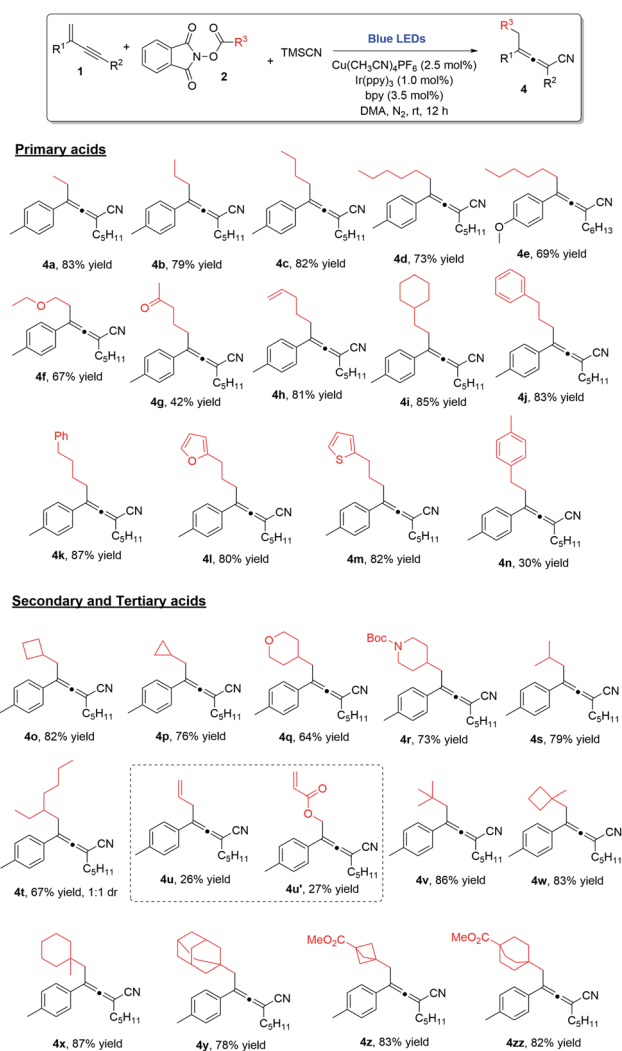 R³
R¹
R²
1
+
O
N-O
O
O
R³
2
+
TMSCN
Blue LEDs
Cu(CH₃CN)₄PF₆ (2.5 mol%)
Ir(ppy)₃ (1.0 mol%)
bpy (3.5 mol%)
DMA, N₂, rt, 12 h
R¹
CN
R²
4
Primary acids
CN
C₅H₁₁
4a, 83% yield
CN
C₅H₁₁
4b, 79% yield
CN
C₅H₁₁
4c, 82% yield
CN
C₅H₁₁
4d, 73% yield
O
CN
C₆H₁₃
4e, 69% yield
O
CN
C₅H₁₁
4f, 67% yield
O
CN
C₅H₁₁
4g, 42% yield
CN
C₅H₁₁
4h, 81% yield
CN
C₅H₁₁
4i, 85% yield
CN
C₅H₁₁
4j, 83% yield
Ph
CN
C₅H₁₁
4k, 87% yield
O
CN
C₅H₁₁
4l, 80% yield
S
CN
C₅H₁₁
4m, 82% yield
CN
C₅H₁₁
4n, 30% yield
Secondary and Tertiary acids
CN
C₅H₁₁
4o, 82% yield
CN
C₅H₁₁
4p, 76% yield
O
CN
C₅H₁₁
4q, 64% yield
Boc
N
CN
C₅H₁₁
4r, 73% yield
CN
C₅H₁₁
4s, 79% yield
CN
C₅H₁₁
4t, 67% yield, 1:1 dr
CN
C₅H₁₁
4u, 26% yield
O
O
CN
C₅H₁₁
4u', 27% yield
CN
C₅H₁₁
4v, 86% yield
CN
C₅H₁₁
4w, 83% yield
CN
C₅H₁₁
4x, 87% yield
CN
C₅H₁₁
4y, 78% yield
MeO₂C
CN
C₅H₁₁
4z, 83% yield
MeO₂C
CN
C₅H₁₁
4zz, 82% yield